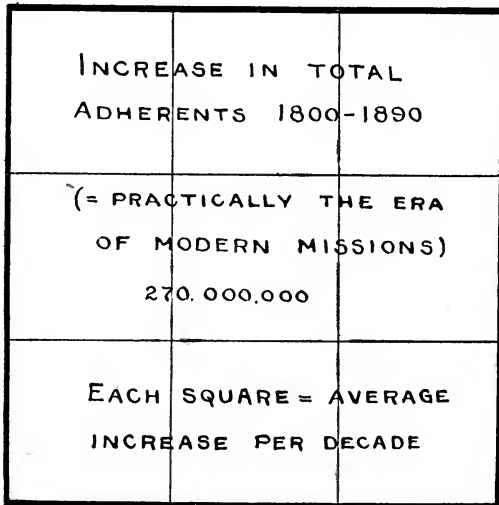 INCREASE IN TOTAL
ADHERENTS 1800-1890
(= PRACTICALLY THE ERA
OF MODERN MISSIONS)
270.000.000
EACH SQUARE = AVERAGE
INCREASE PER DECADE